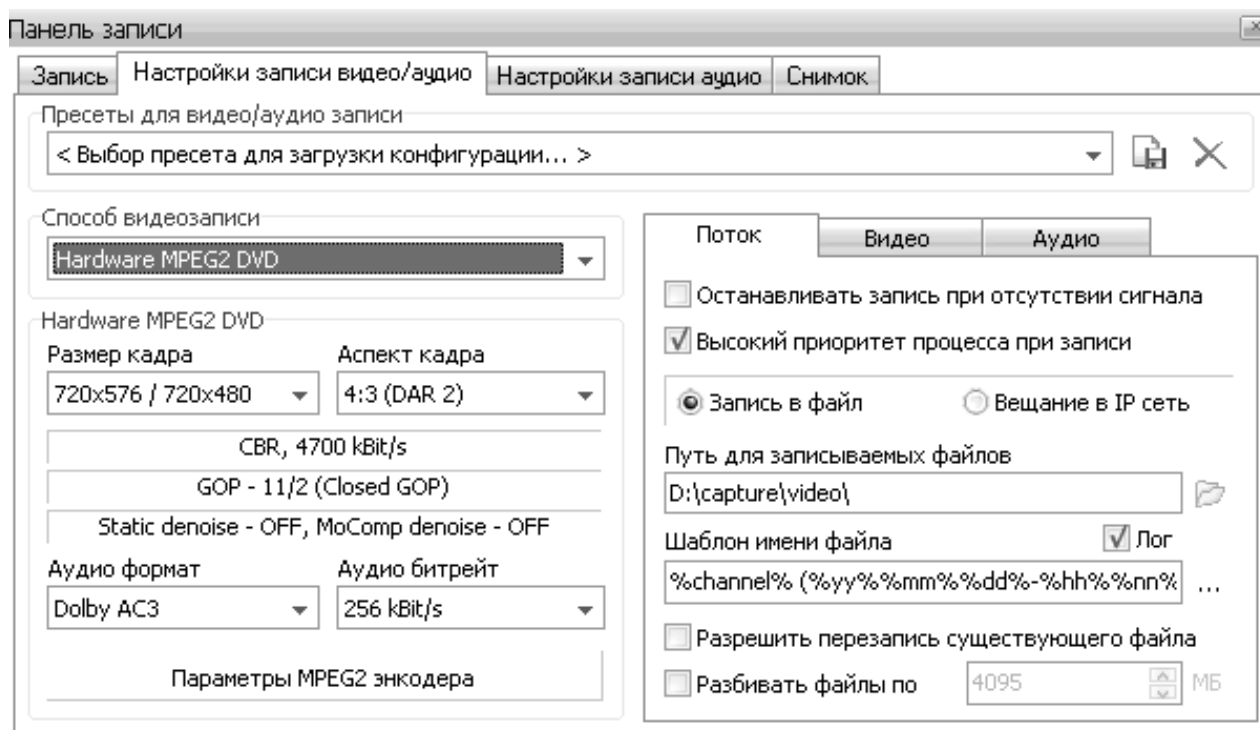 Панель записи
Запись Настройки записи видео/аудио Настройки записи аудио Снимок
Пресеты для видео/аудио записи
< Выбор пресета для загрузки конфигурации... >
Способ видеозаписи
Hardware MPEG2 DVD
Hardware MPEG2 DVD
Размер кадра Аспект кадра
720x576 / 720x480 4:3 (DAR 2)
CBR, 4700 kBit/s
GOP - 11/2 (Closed GOP)
Static denoise - OFF, MoComp denoise - OFF
Аудио формат Аудио битрейт
Dolby AC3 256 kBit/s
Параметры MPEG2 энкодера
Поток Видео Аудио
Останавливать запись при отсутствии сигнала
Высокий приоритет процесса при записи
Запись в файл Вещание в IP сеть
Путь для записываемых файлов
D:\capture\video\
Шаблон имени файла Лог
%channel% (%yy%%mm%%dd%-%hh%%nn% ...
Разрешить перезапись существующего файла
Разбивать файлы по 4095 МБ